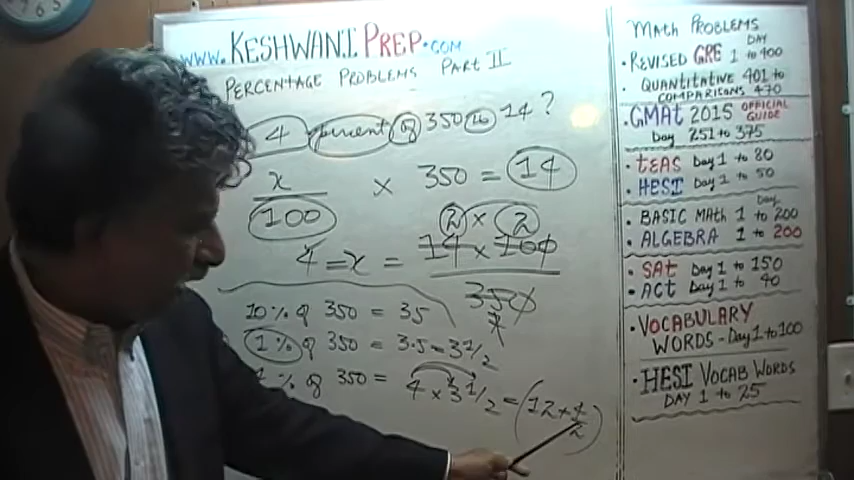 WWW.KESHWANIPREP.COM
PERCENTAGE PROBLEMS PART II
4 percent of 350 is 14?
x / 100 × 350 = 14
2 × 2
4 = x = 14 × 100
350
7
10% of 350 = 35
1% of 350 = 3.5 = 3 1/2
% of 350 = 4 × 3 1/2 = (12 +
2
MATH PROBLEMS
• REVISED GRE DAY 1 to 400
• QUANTITATIVE 401 to
COMPARISONS 470
• GMAT 2015 OFFICIAL GUIDE
Day 251 to 375
• TEAS Day 1 to 80
• HESI Day 1 to 50
Day
• BASIC MATH 1 to 200
• ALGEBRA 1 to 200
• SAT Day 1 to 150
• ACT Day 1 to 40
• VOCABULARY
WORDS - Day 1 to 100
• HESI VOCAB WORDS
DAY 1 to 25